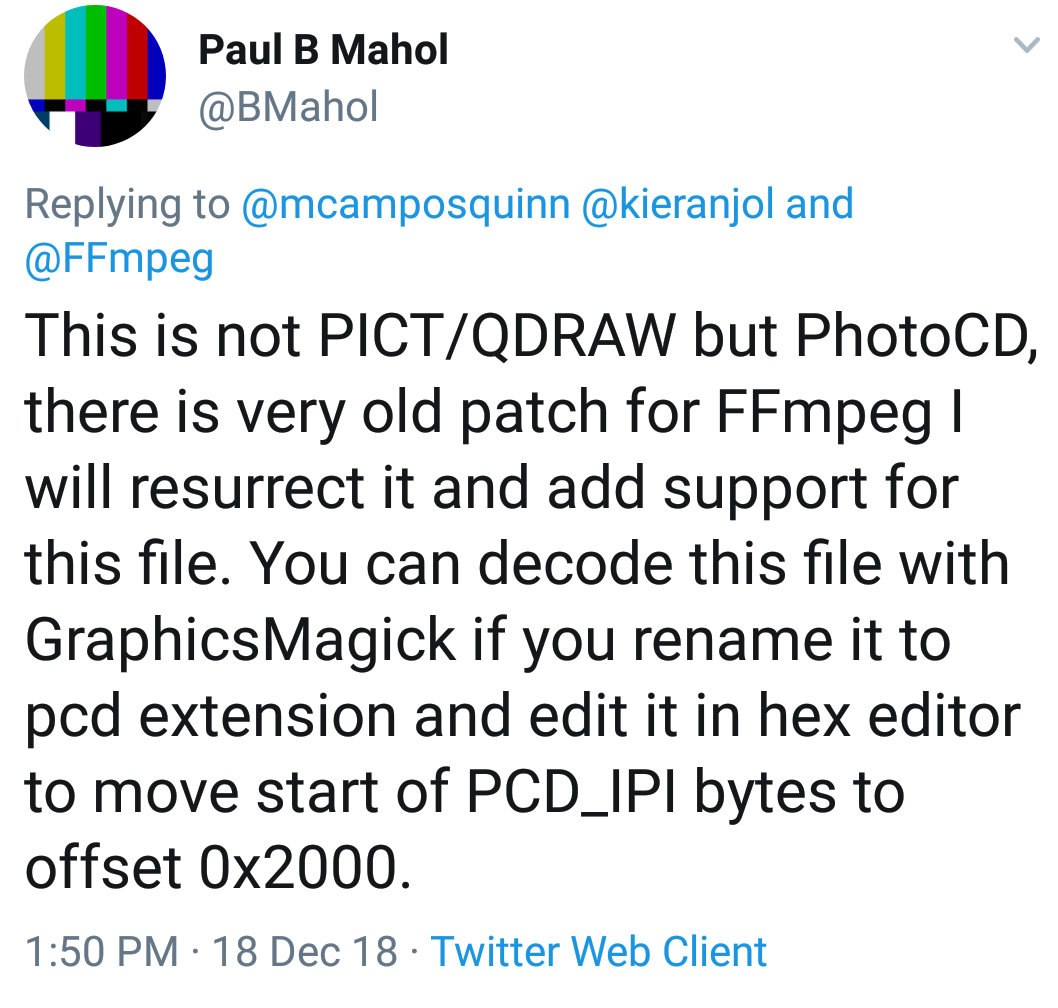 Paul B Mahol
@BMahol
Replying to @mcamposquinn @kieranjol and
@FFmpeg
This is not PICT/QDRAW but PhotoCD,
there is very old patch for FFmpeg I
will resurrect it and add support for
this file. You can decode this file with
GraphicsMagick if you rename it to
pcd extension and edit it in hex editor
to move start of PCD_IPI bytes to
offset 0x2000.
1:50 PM · 18 Dec 18 · Twitter Web Client